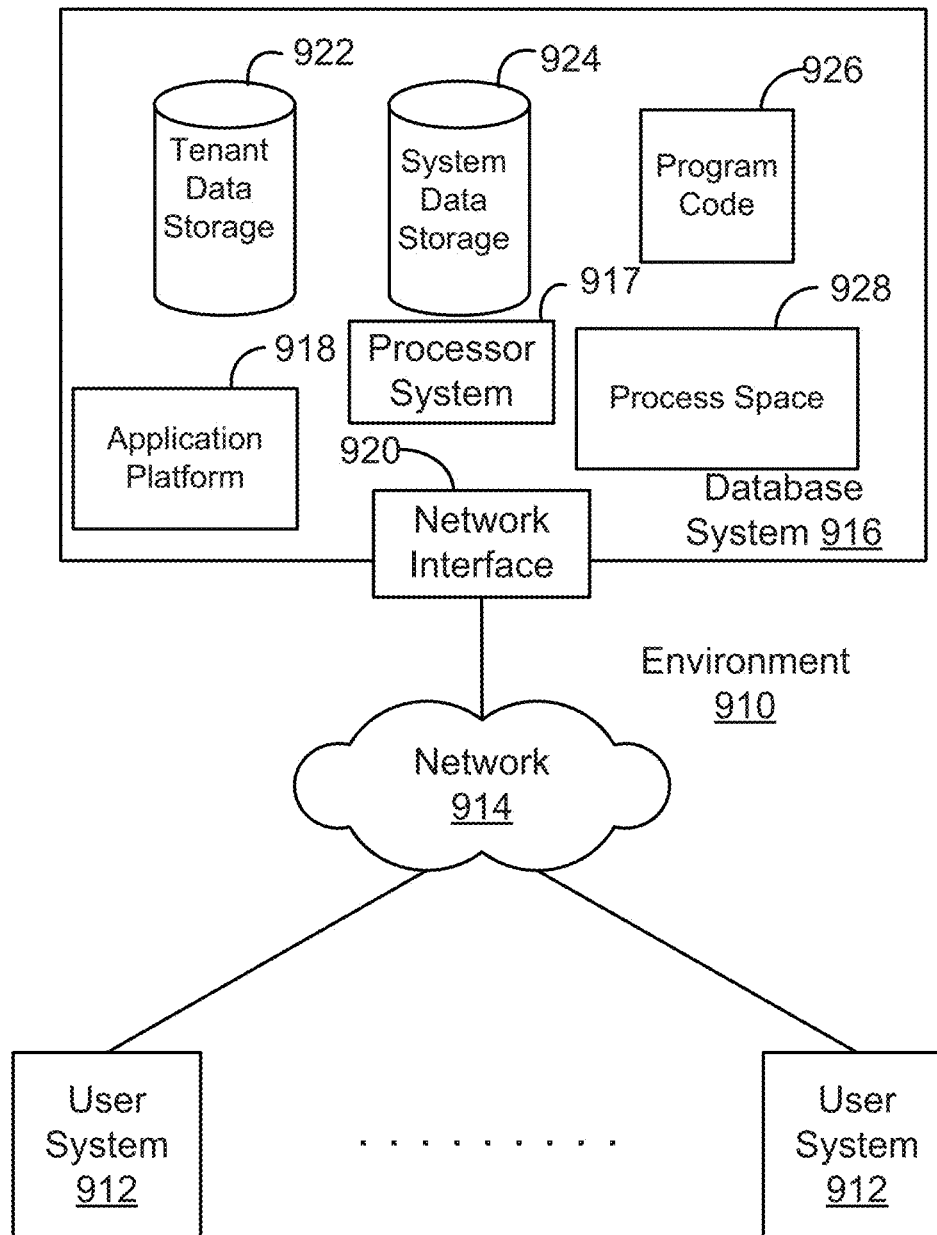 922
924
926
Tenant
Data
Storage
System
Data
Storage
Program
Code
917
928
918
Processor
System
Process Space
Application
Platform
920
Database
System 916
Network
Interface
Environment
910
Network
914
User
System
912
User
System
912